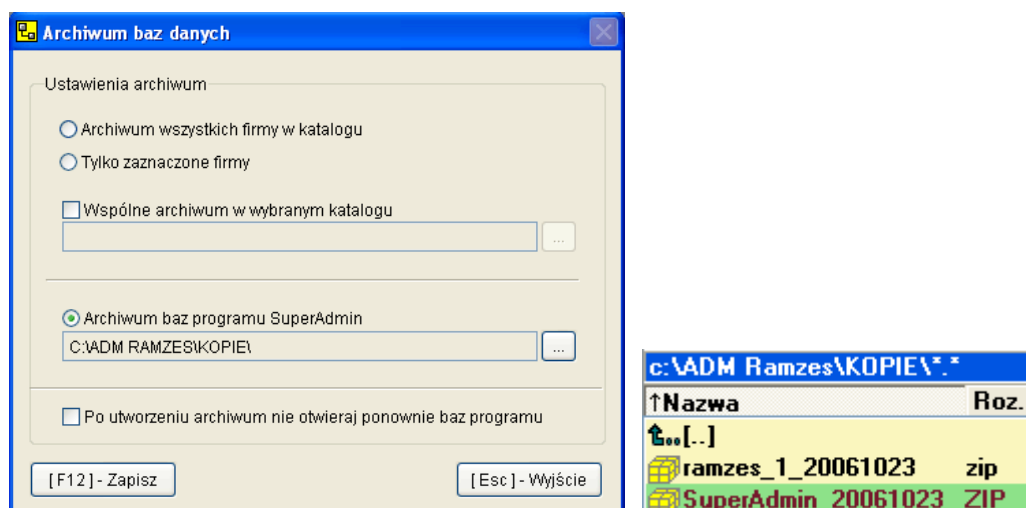 Archiwum baz danych
Ustawienia archiwum
Archiwum wszystkich firmy w katalogu
Tylko zaznaczone firmy
Wspólne archiwum w wybranym katalogu
...
Archiwum baz programu SuperAdmin
C:\ADM RAMZES\KOPIE\
...
Po utworzeniu archiwum nie otwieraj ponownie baz programu
[F12]- Zapisz [Esc]- Wyjście
c:\ADM Ramzes\KOPIE\*.*
↑Nazwa Roz.
[..]
ramzes_1_20061023 zip
SuperAdmin_20061023 ZIP